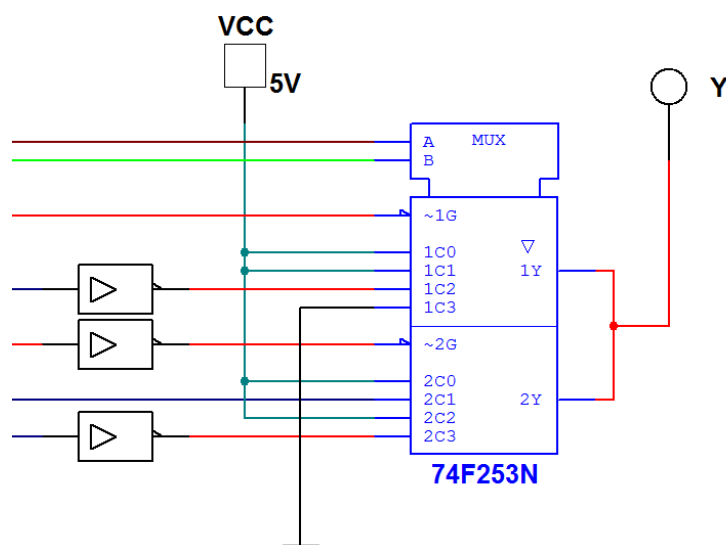 VCC
5V
Y
A
MUX
B
~1G
1C0
1C1
1Y
1C2
1C3
~2G
2C0
2C1
2Y
2C2
2C3
74F253N